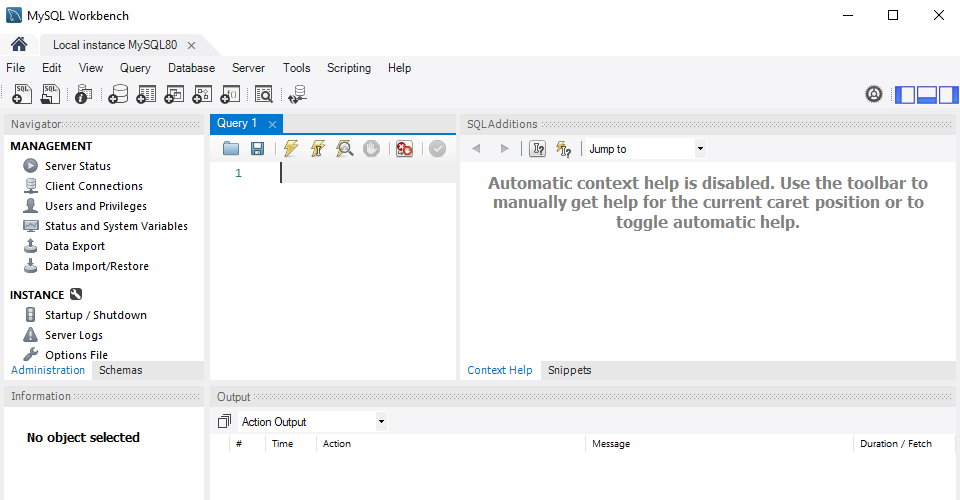 MySQL Workbench
Local instance MySQL80
File Edit View Query Database Server Tools Scripting Help
Navigator
MANAGEMENT
Server Status
Client Connections
Users and Privileges
Status and System Variables
Data Export
Data Import/Restore
INSTANCE
Startup / Shutdown
Server Logs
Options File
Administration Schemas
Information
No object selected
Query 1
1
SQLAdditions
Jump to
Automatic context help is disabled. Use the toolbar to
manually get help for the current caret position or to
toggle automatic help.
Context Help Snippets
Output
Action Output
# Time Action Message Duration / Fetch